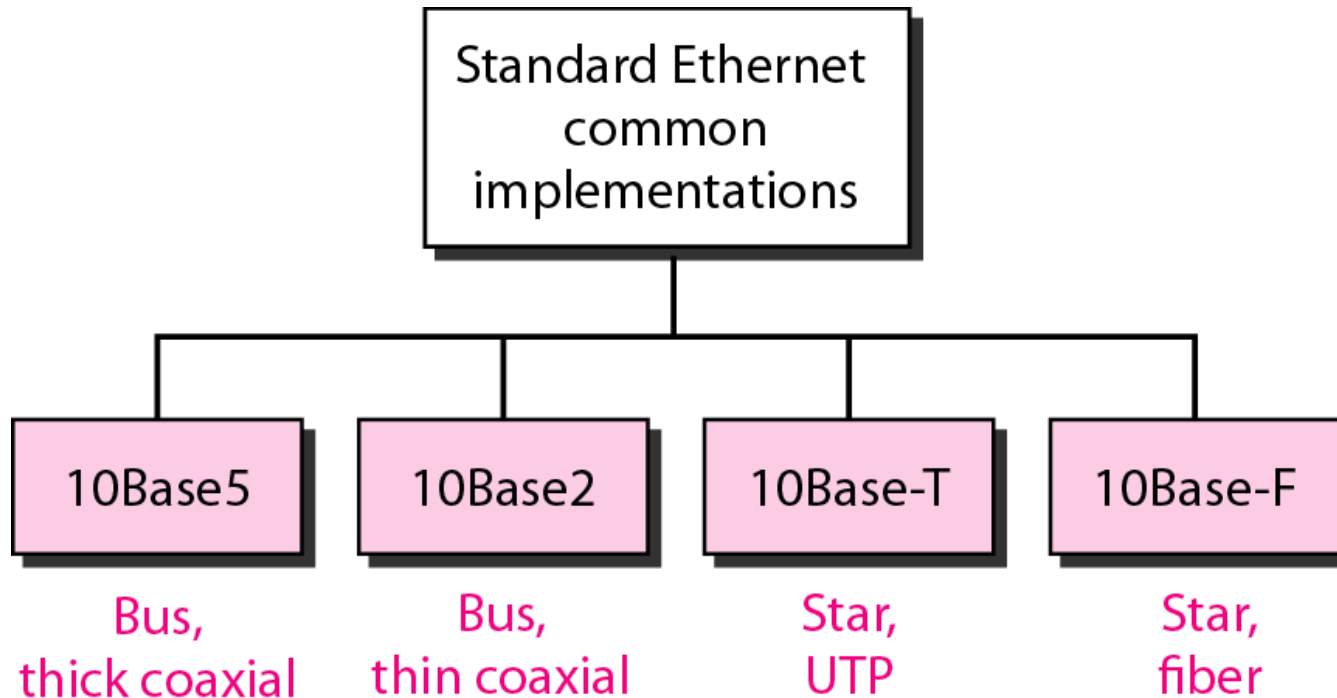 Standard Ethernet
common
implementations
10Base5
10Base2
10Base-T
10Base-F
Bus,
thick coaxial
Bus,
thin coaxial
Star,
UTP
Star,
fiber